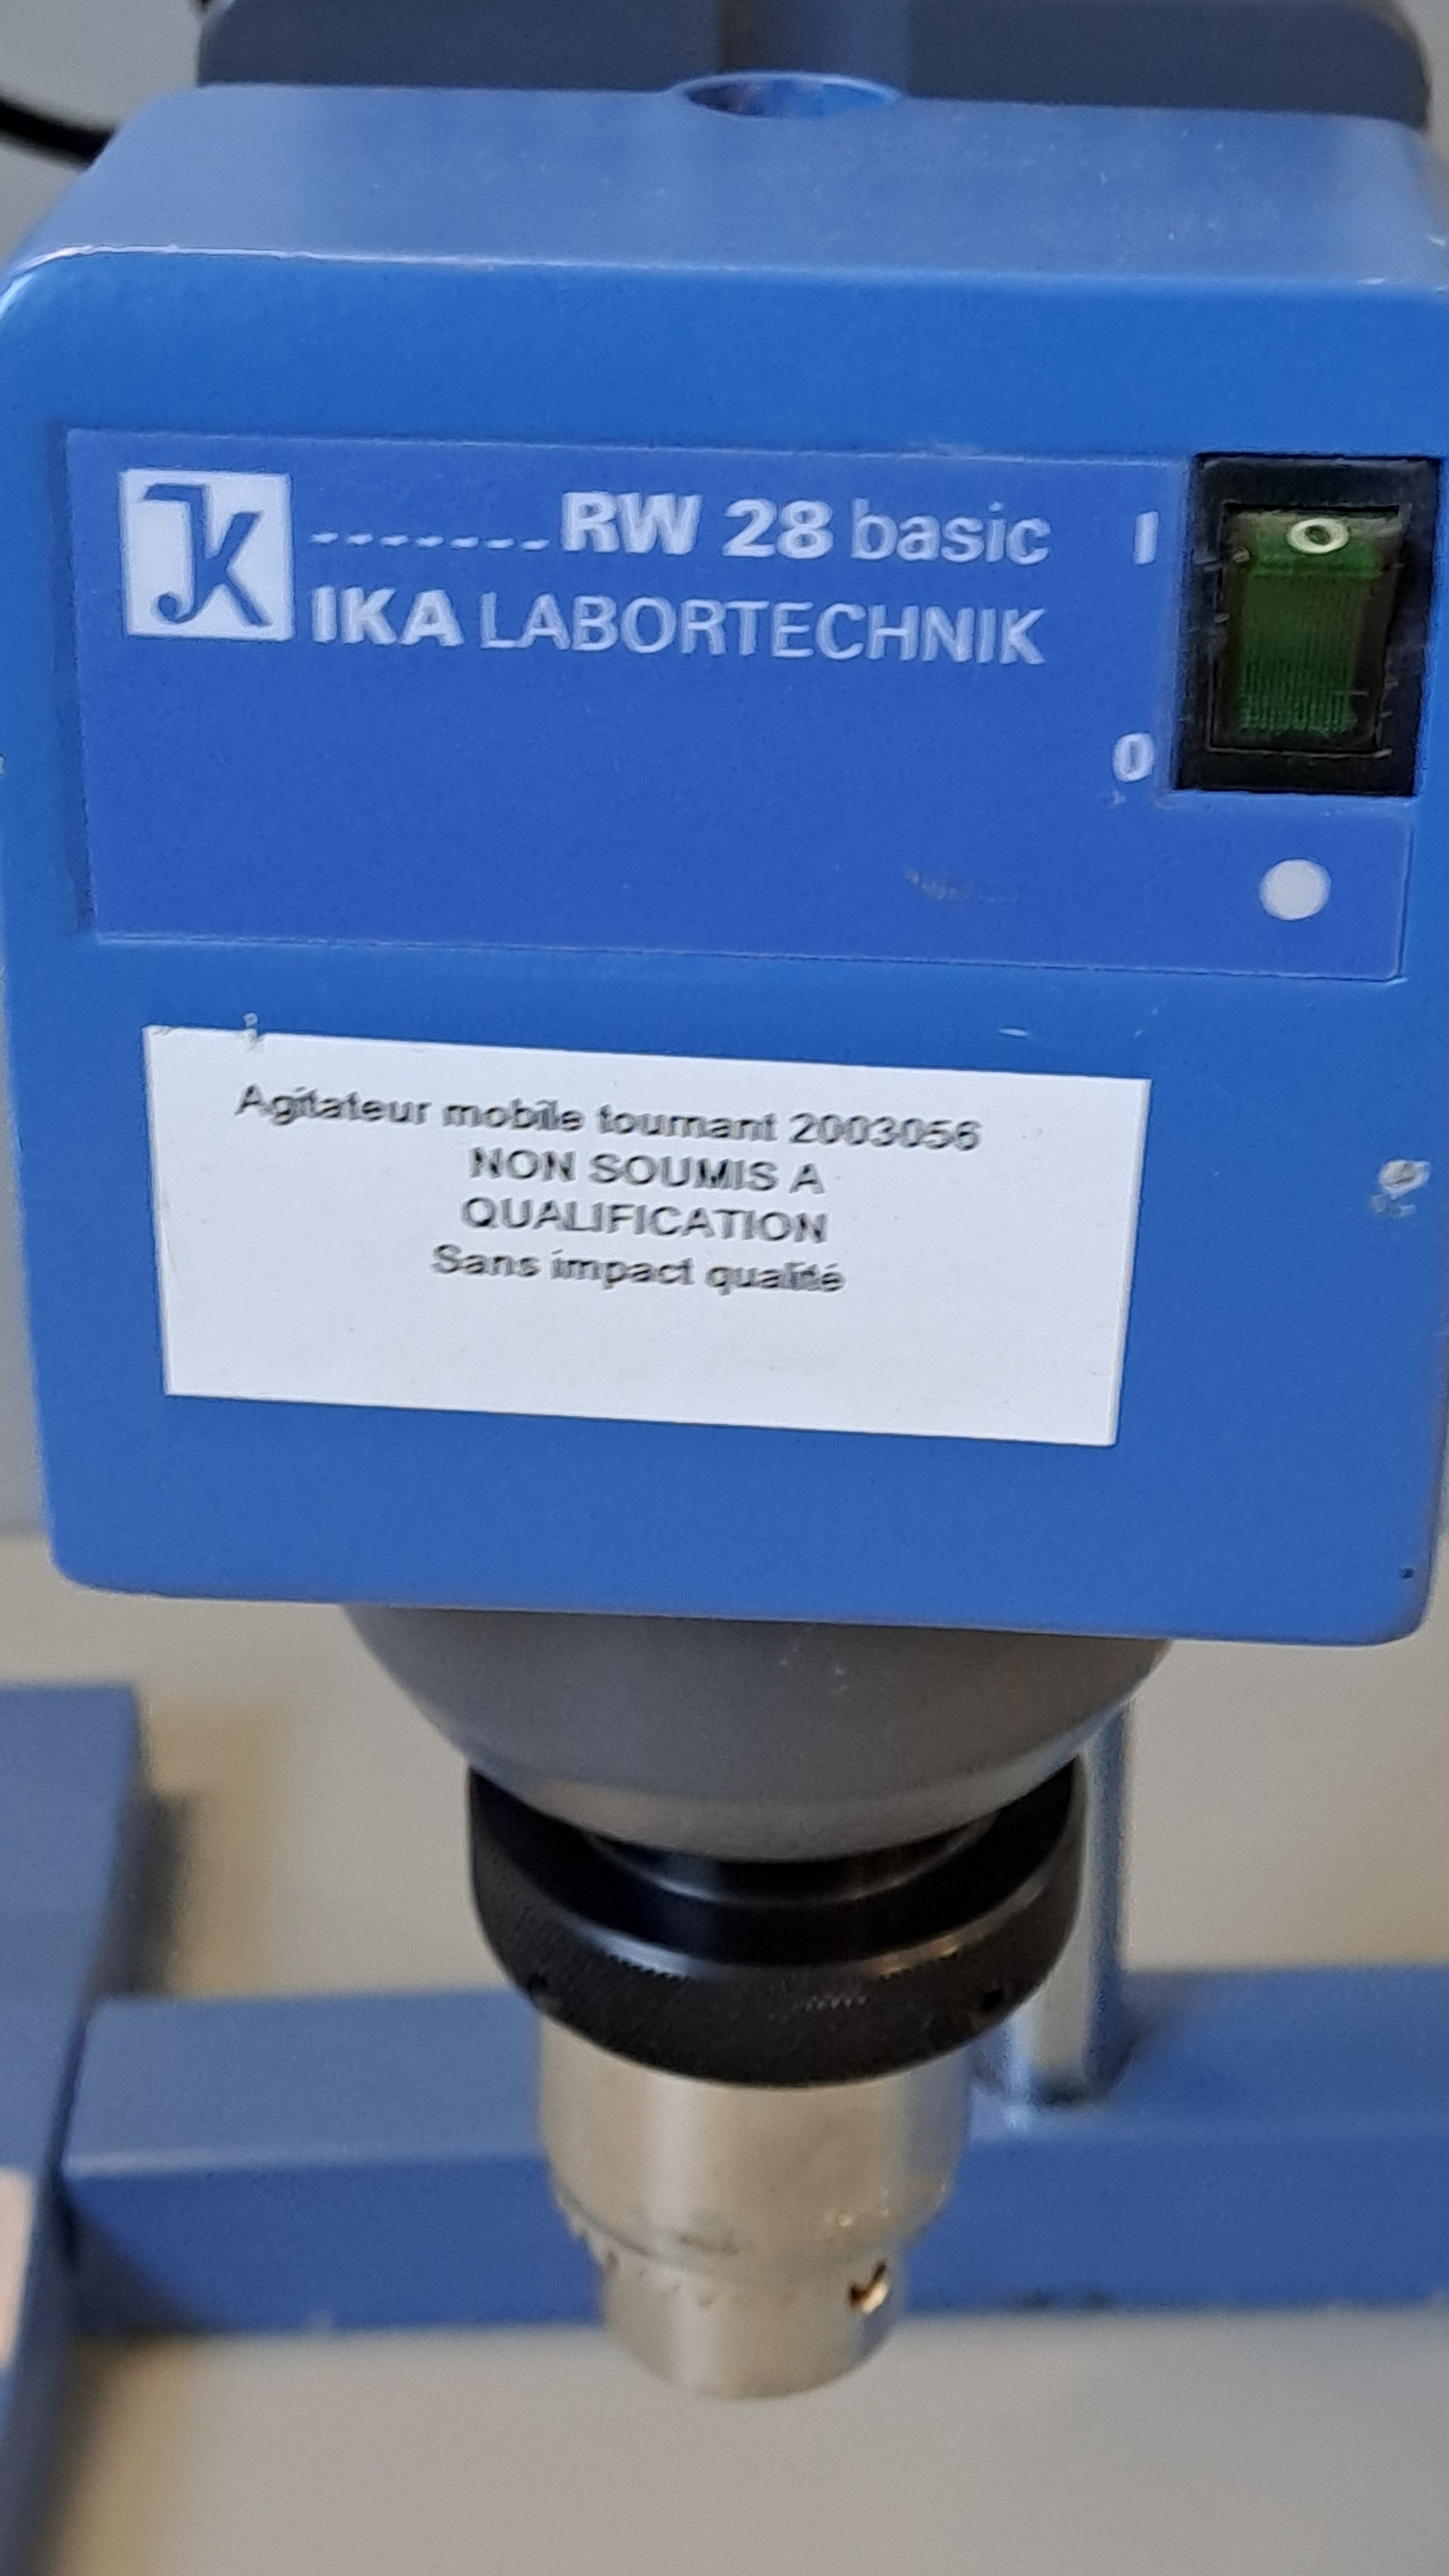 RW 28 basic
IKA LABORTECHNIK
I
O
0
Agitateur mobile tournant 2003056
NON SOUMIS A
QUALIFICATION
Sans impact qualité